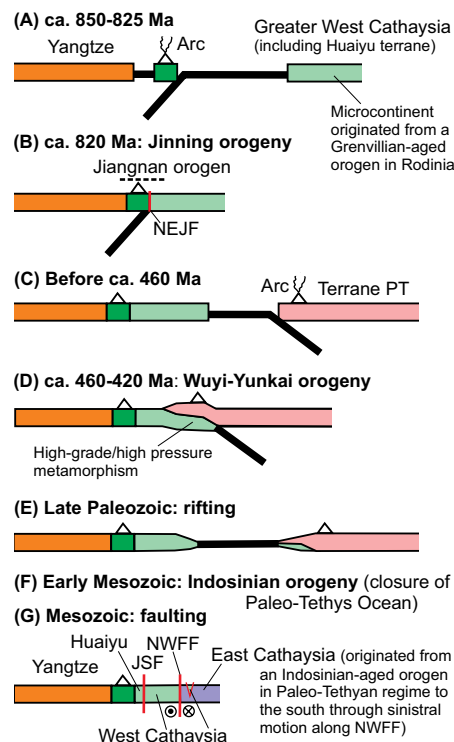 (A) ca. 850-825 Ma
Yangtze
Arc
Greater West Cathaysia
(including Huaiyu terrane)
Microcontinent
originated from a
Grenvillian-aged
orogen in Rodinia
(B) ca. 820 Ma: Jinning orogeny
Jiangnan orogen
NEJF
(C) Before ca. 460 Ma
Arc
Terrane PT
(D) ca. 460-420 Ma: Wuyi-Yunkai orogeny
High-grade/high pressure
metamorphism
(E) Late Paleozoic: rifting
(F) Early Mesozoic: Indosinian orogeny (closure of
Paleo-Tethys Ocean)
(G) Mesozoic: faulting
Huaiyu
NWFF
JSF
Yangtze
East Cathaysia (originated from
an Indosinian-aged orogen
in Paleo-Tethyan regime to
the south through sinistral
motion along NWFF)
West Cathaysia